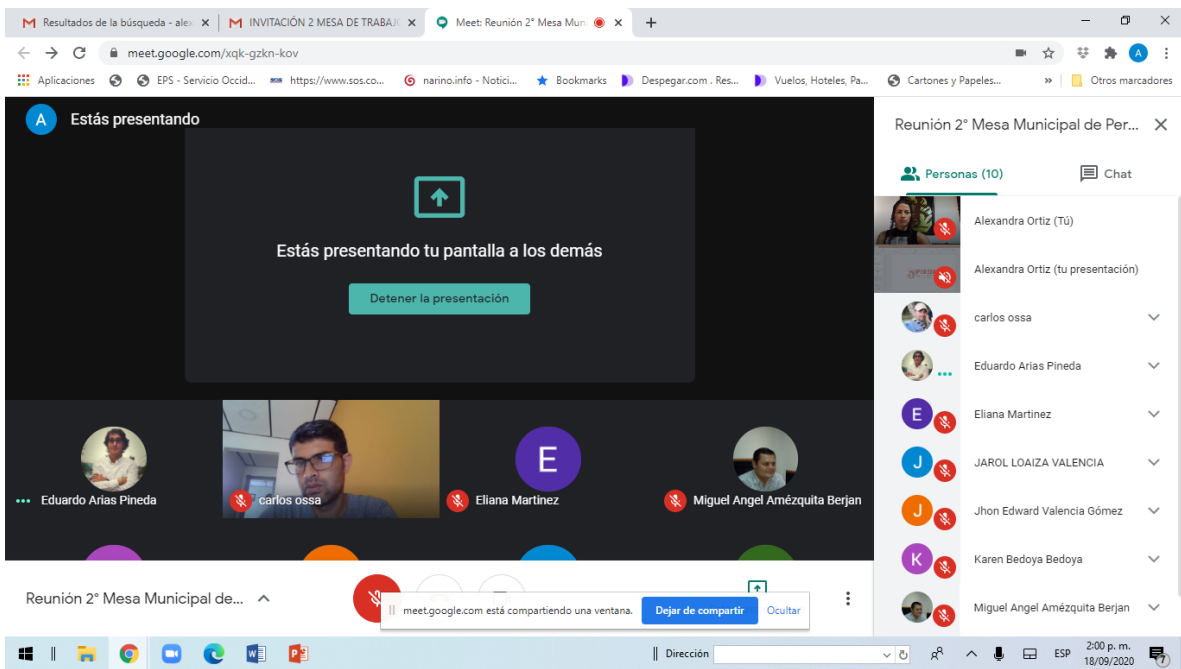 Resultados de la búsqueda - alex
INVITACIÓN 2 MESA DE TRABAJO
Meet: Reunión 2° Mesa Mun
meet.google.com/xqk-gzkn-kov
A
Aplicaciones
EPS - Servicio Occid...
https://www.sos.co...
narino.info - Notici...
Bookmarks
Despegar.com . Res...
Vuelos, Hoteles, Pa...
Cartones y Papeles...
»
Otros marcadores
A
Estás presentando
Estás presentando tu pantalla a los demás
Detener la presentación
Eduardo Arias Pineda
carlos ossa
E
Eliana Martinez
Miguel Angel Amézquita Berjan
Reunión 2° Mesa Municipal de...
meet.google.com está compartiendo una ventana.
Dejar de compartir
Ocultar
Reunión 2° Mesa Municipal de Per...
Personas (10)
Chat
Alexandra Ortiz (Tú)
Alexandra Ortiz (tu presentación)
carlos ossa
Eduardo Arias Pineda
E
Eliana Martinez
J
JAROL LOAIZA VALENCIA
J
Jhon Edward Valencia Gómez
K
Karen Bedoya Bedoya
Miguel Angel Amézquita Berjan
Dirección
ESP
2:00 p. m.
18/09/2020
7